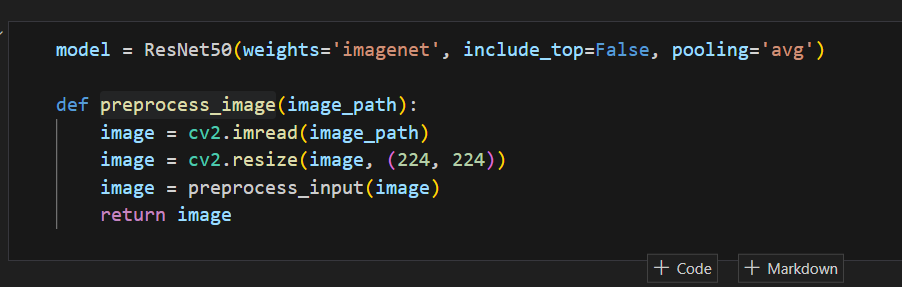 model = ResNet50(weights='imagenet', include_top=False, pooling='avg')
def preprocess_image(image_path):
    image = cv2.imread(image_path)
    image = cv2.resize(image, (224, 224))
    image = preprocess_input(image)
    return image
+ Code + Markdown